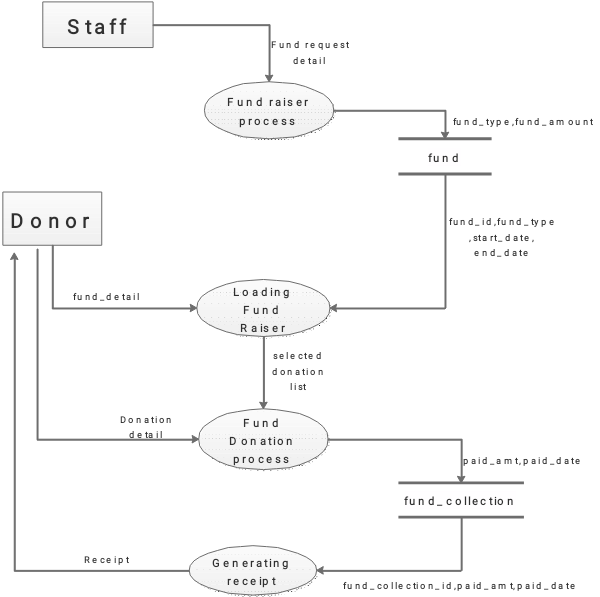 Staff
Fund request
detail
Fund raiser
process
fund_type,fund_amount
fund
Donor
fund_id,fund_type
,start_date,
end_date
fund_detail
Loading
Fund
Raiser
selected
donation
list
Donation
detail
Fund
Donation
process
paid_amt,paid_date
fund_collection
Receipt
Generating
receipt
fund_collection_id,paid_amt,paid_date